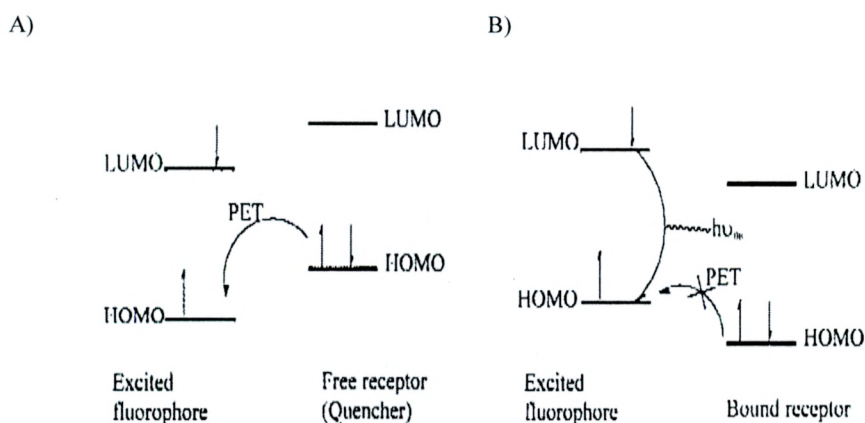 A)
B)
LUMO
LUMO
PET
HOMO
HOMO
Excited
fluorophore
Free receptor
(Quencher)
LUMO
LUMO
PET
HOMO
HOMO
Excited
fluorophore
Bound receptor